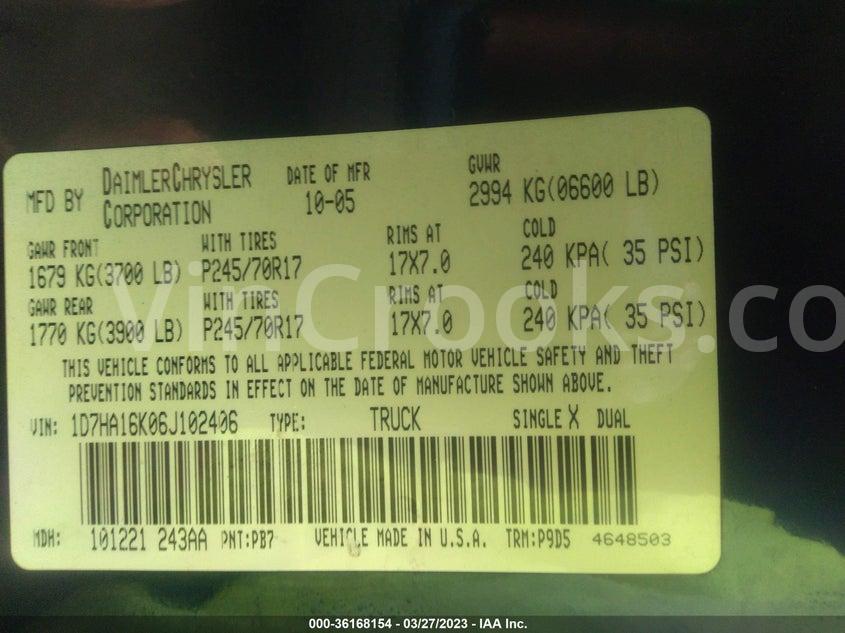 MFD BY DAIMLERCHRYSLER CORPORATION
DATE OF MFR 10-05
GVWR 2994 KG(06600 LB)
GAWR FRONT WITH TIRES RIMS AT COLD
1679 KG(3700 LB) P245/70R17 17X7.0 240 KPA( 35 PSI)
GAWR REAR WITH TIRES RIMS AT COLD
1770 KG(3900 LB) P245/70R17 17X7.0 240 KPA( 35 PSI)
THIS VEHICLE CONFORMS TO ALL APPLICABLE FEDERAL MOTOR VEHICLE SAFETY AND THEFT
PREVENTION STANDARDS IN EFFECT ON THE DATE OF MANUFACTURE SHOWN ABOVE.
VIN: 1D7HA16K06J102406 TYPE: TRUCK SINGLE X DUAL
MDH: 101221 243AA PNT:PB7 VEHICLE MADE IN U.S.A. TRM:P9D5 4648503
VinCrooks.co
000-36168154 - 03/27/2023 - IAA Inc.